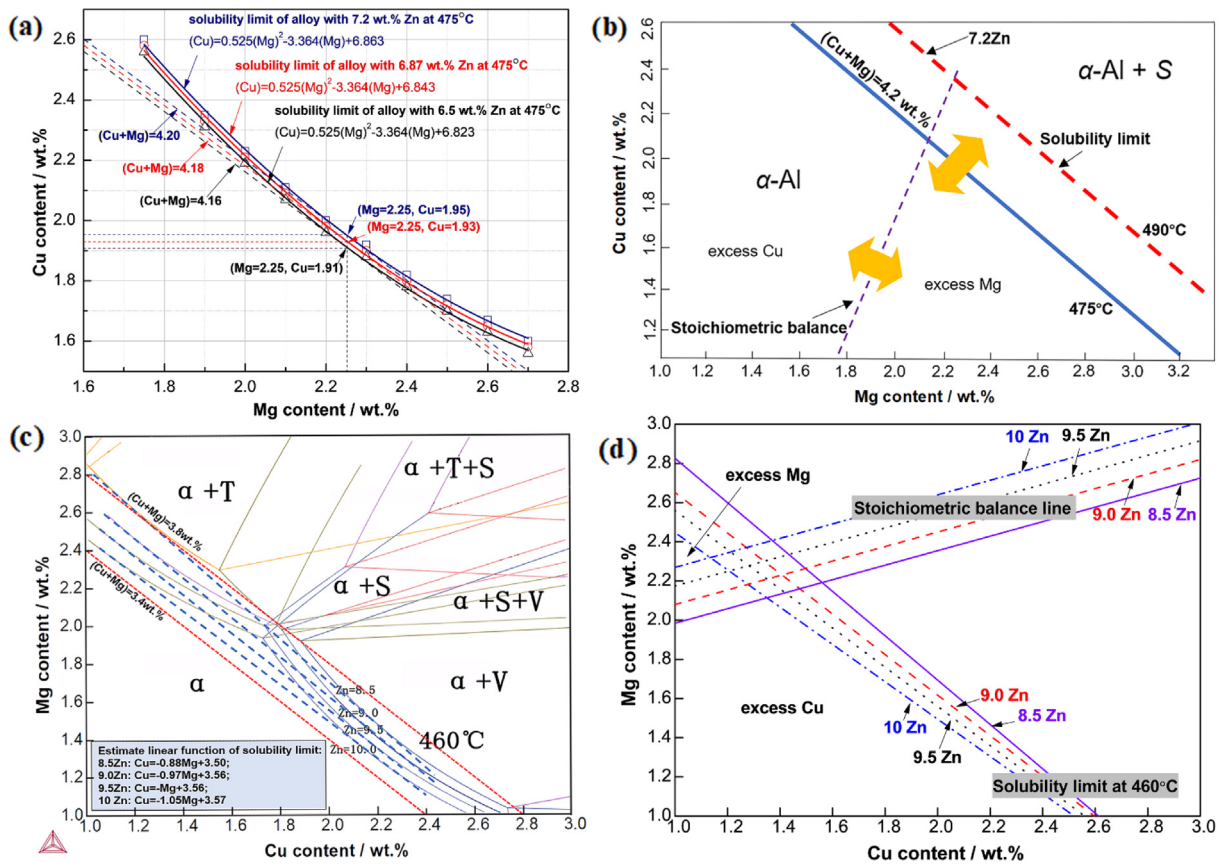 (a)
solubility limit of alloy with 7.2 wt.% Zn at 475°C
(Cu)=0.525(Mg)²-3.364(Mg)+6.863
solubility limit of alloy with 6.87 wt.% Zn at 475°C
(Cu)=0.525(Mg)²-3.364(Mg)+6.843
solubility limit of alloy with 6.5 wt.% Zn at 475°C
(Cu)=0.525(Mg)²-3.364(Mg)+6.823
(Cu+Mg)=4.20
(Cu+Mg)=4.18
(Cu+Mg)=4.16
(Mg=2.25, Cu=1.95)
(Mg=2.25, Cu=1.93)
(Mg=2.25, Cu=1.91)
2.6
2.4
2.2
2.0
1.8
1.6
Cu content / wt.%
1.6 1.8 2.0 2.2 2.4 2.6 2.8
Mg content / wt.%
(b)
7.2Zn
(Cu+Mg)=4.2 wt.%
α-Al + S
Solubility limit
α-Al
490°C
excess Cu
excess Mg
Stoichiometric balance
475°C
2.6
2.4
2.2
2.0
1.8
1.6
1.4
1.2
Cu content / wt.%
1.0 1.2 1.4 1.6 1.8 2.0 2.2 2.4 2.6 2.8 3.0 3.2
Mg content / wt.%
(c)
α +T
α +T+S
(Cu+Mg)=3.8wt.%
(Cu+Mg)=3.4wt.%
α +S
α +S+V
α
α +V
Zn=8.5
Zn=9.0
Zn=9.5
Zn=10.0
460℃
Estimate linear function of solubility limit:
8.5Zn: Cu=-0.88Mg+3.50;
9.0Zn: Cu=-0.97Mg+3.56;
9.5Zn: Cu=-Mg+3.56;
10 Zn: Cu=-1.05Mg+3.57
3.0
2.8
2.6
2.4
2.2
2.0
1.8
1.6
1.4
1.2
1.0
Mg content / wt.%
1.0 1.2 1.4 1.6 1.8 2.0 2.2 2.4 2.6 2.8 3.0
Cu content / wt.%
(d)
10 Zn
9.5 Zn
excess Mg
Stoichiometric balance line
9.0 Zn
8.5 Zn
excess Cu
9.0 Zn
8.5 Zn
10 Zn
9.5 Zn
Solubility limit at 460°C
3.0
2.8
2.6
2.4
2.2
2.0
1.8
1.6
1.4
1.2
1.0
Mg content / wt.%
1.0 1.2 1.4 1.6 1.8 2.0 2.2 2.4 2.6 2.8 3.0
Cu content / wt.%